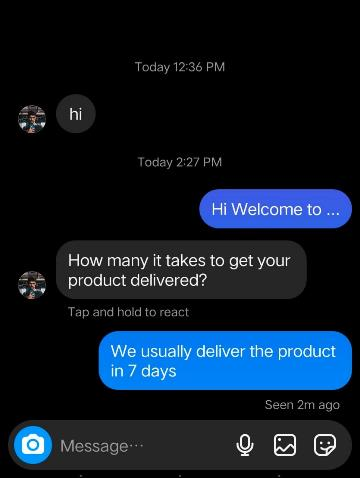 Today 12:36 PM
hi
Today 2:27 PM
Hi Welcome to ...
How many it takes to get your
product delivered?
Tap and hold to react
We usually deliver the product
in 7 days
Seen 2m ago
Message...